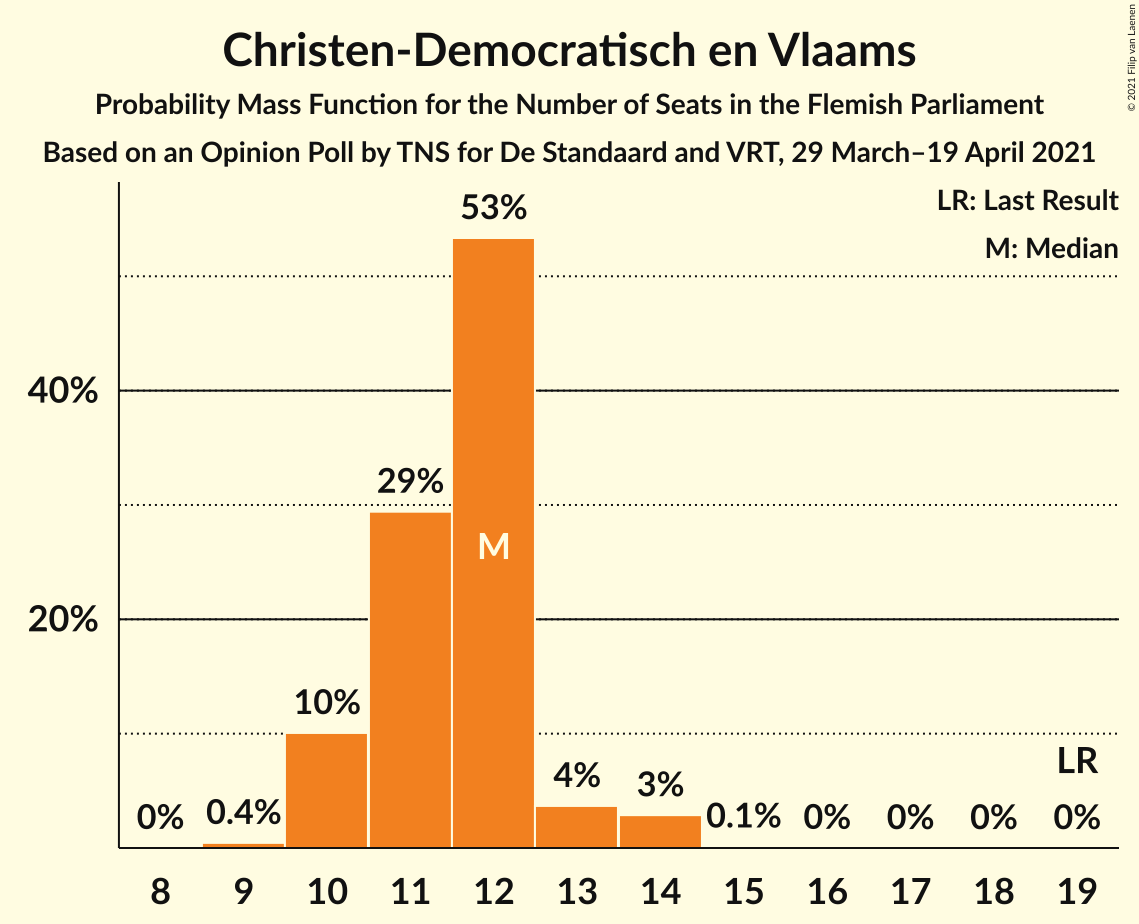 Christen-Democratisch en Vlaams
Probability Mass Function for the Number of Seats in the Flemish Parliament
Based on an Opinion Poll by TNS for De Standaard and VRT, 29 March–19 April 2021
© 2021 Filip van Laenen
LR: Last Result
M: Median
53%
40%
29%
M
20%
10%
LR
4%
3%
0% 0.4% 0.1% 0% 0% 0% 0%
8 9 10 11 12 13 14 15 16 17 18 19